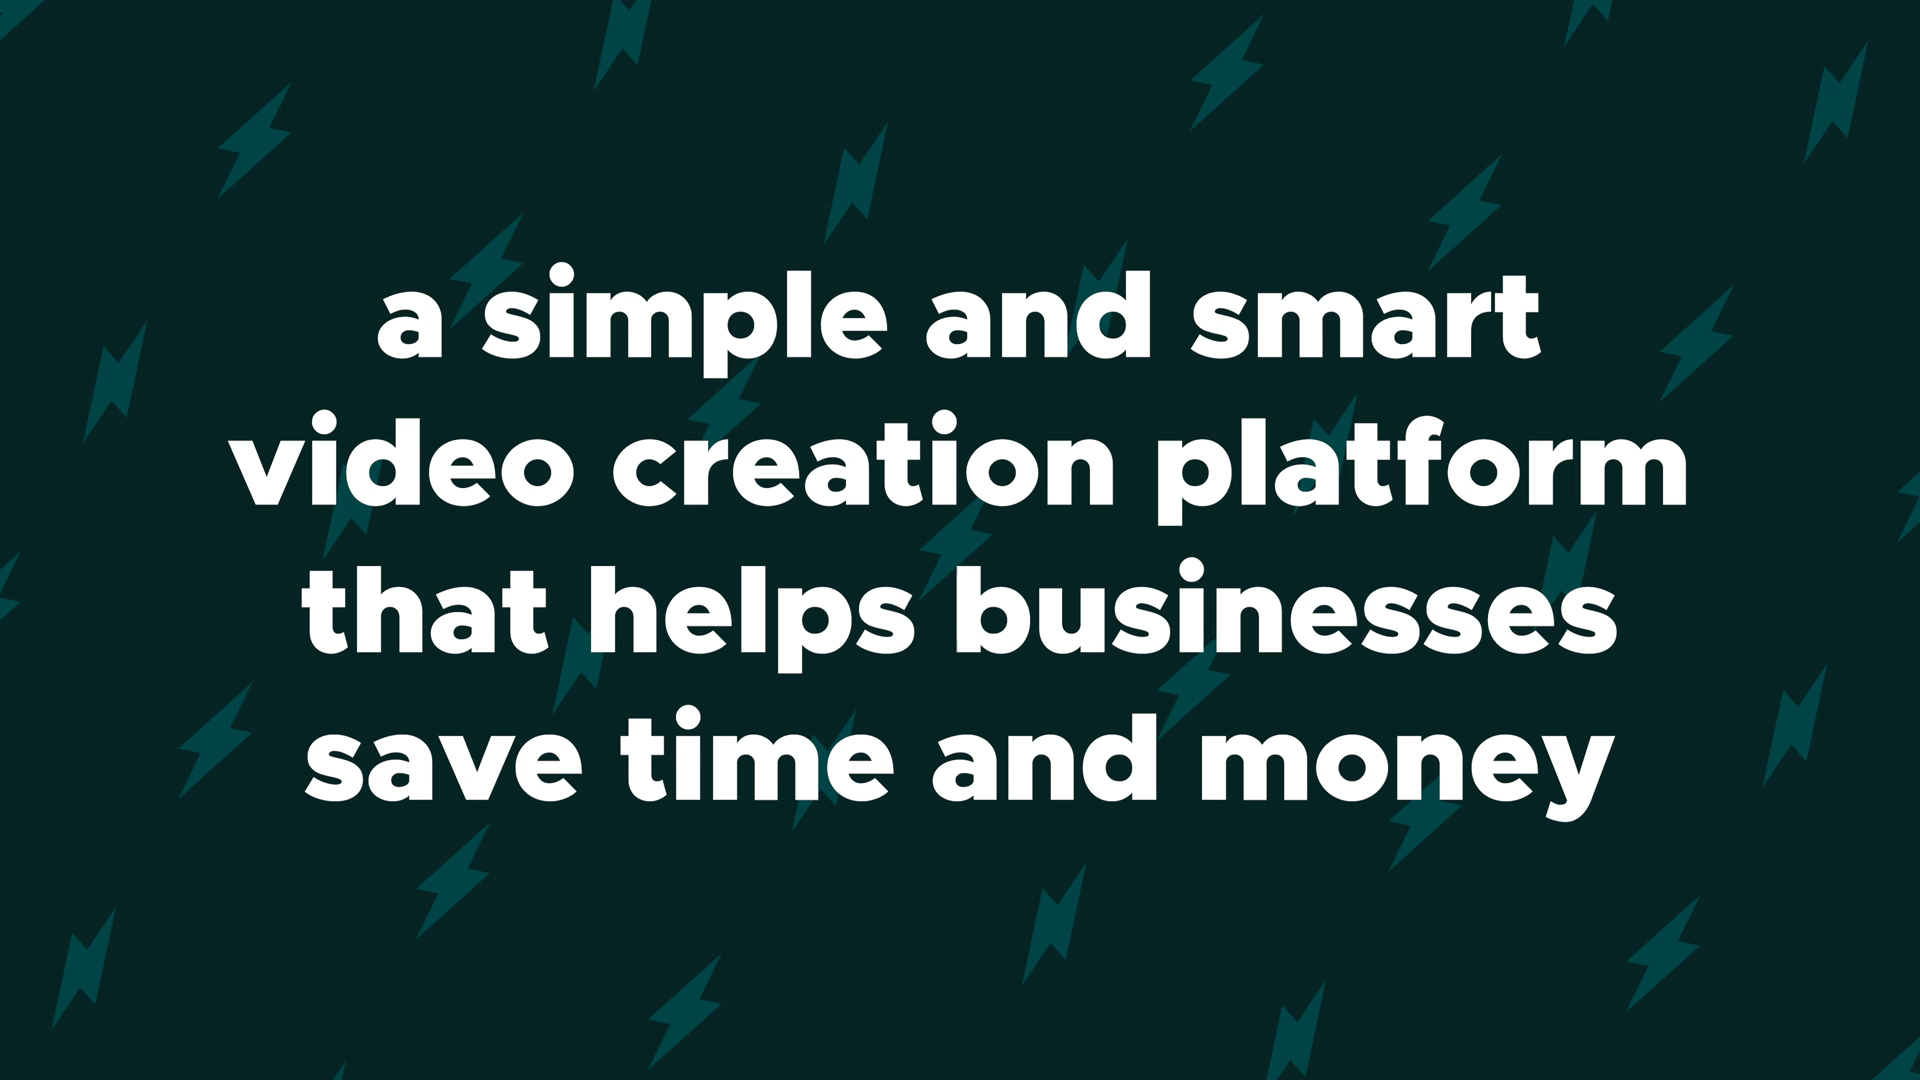 a simple and smart
video creation platform
that helps businesses
save time and money